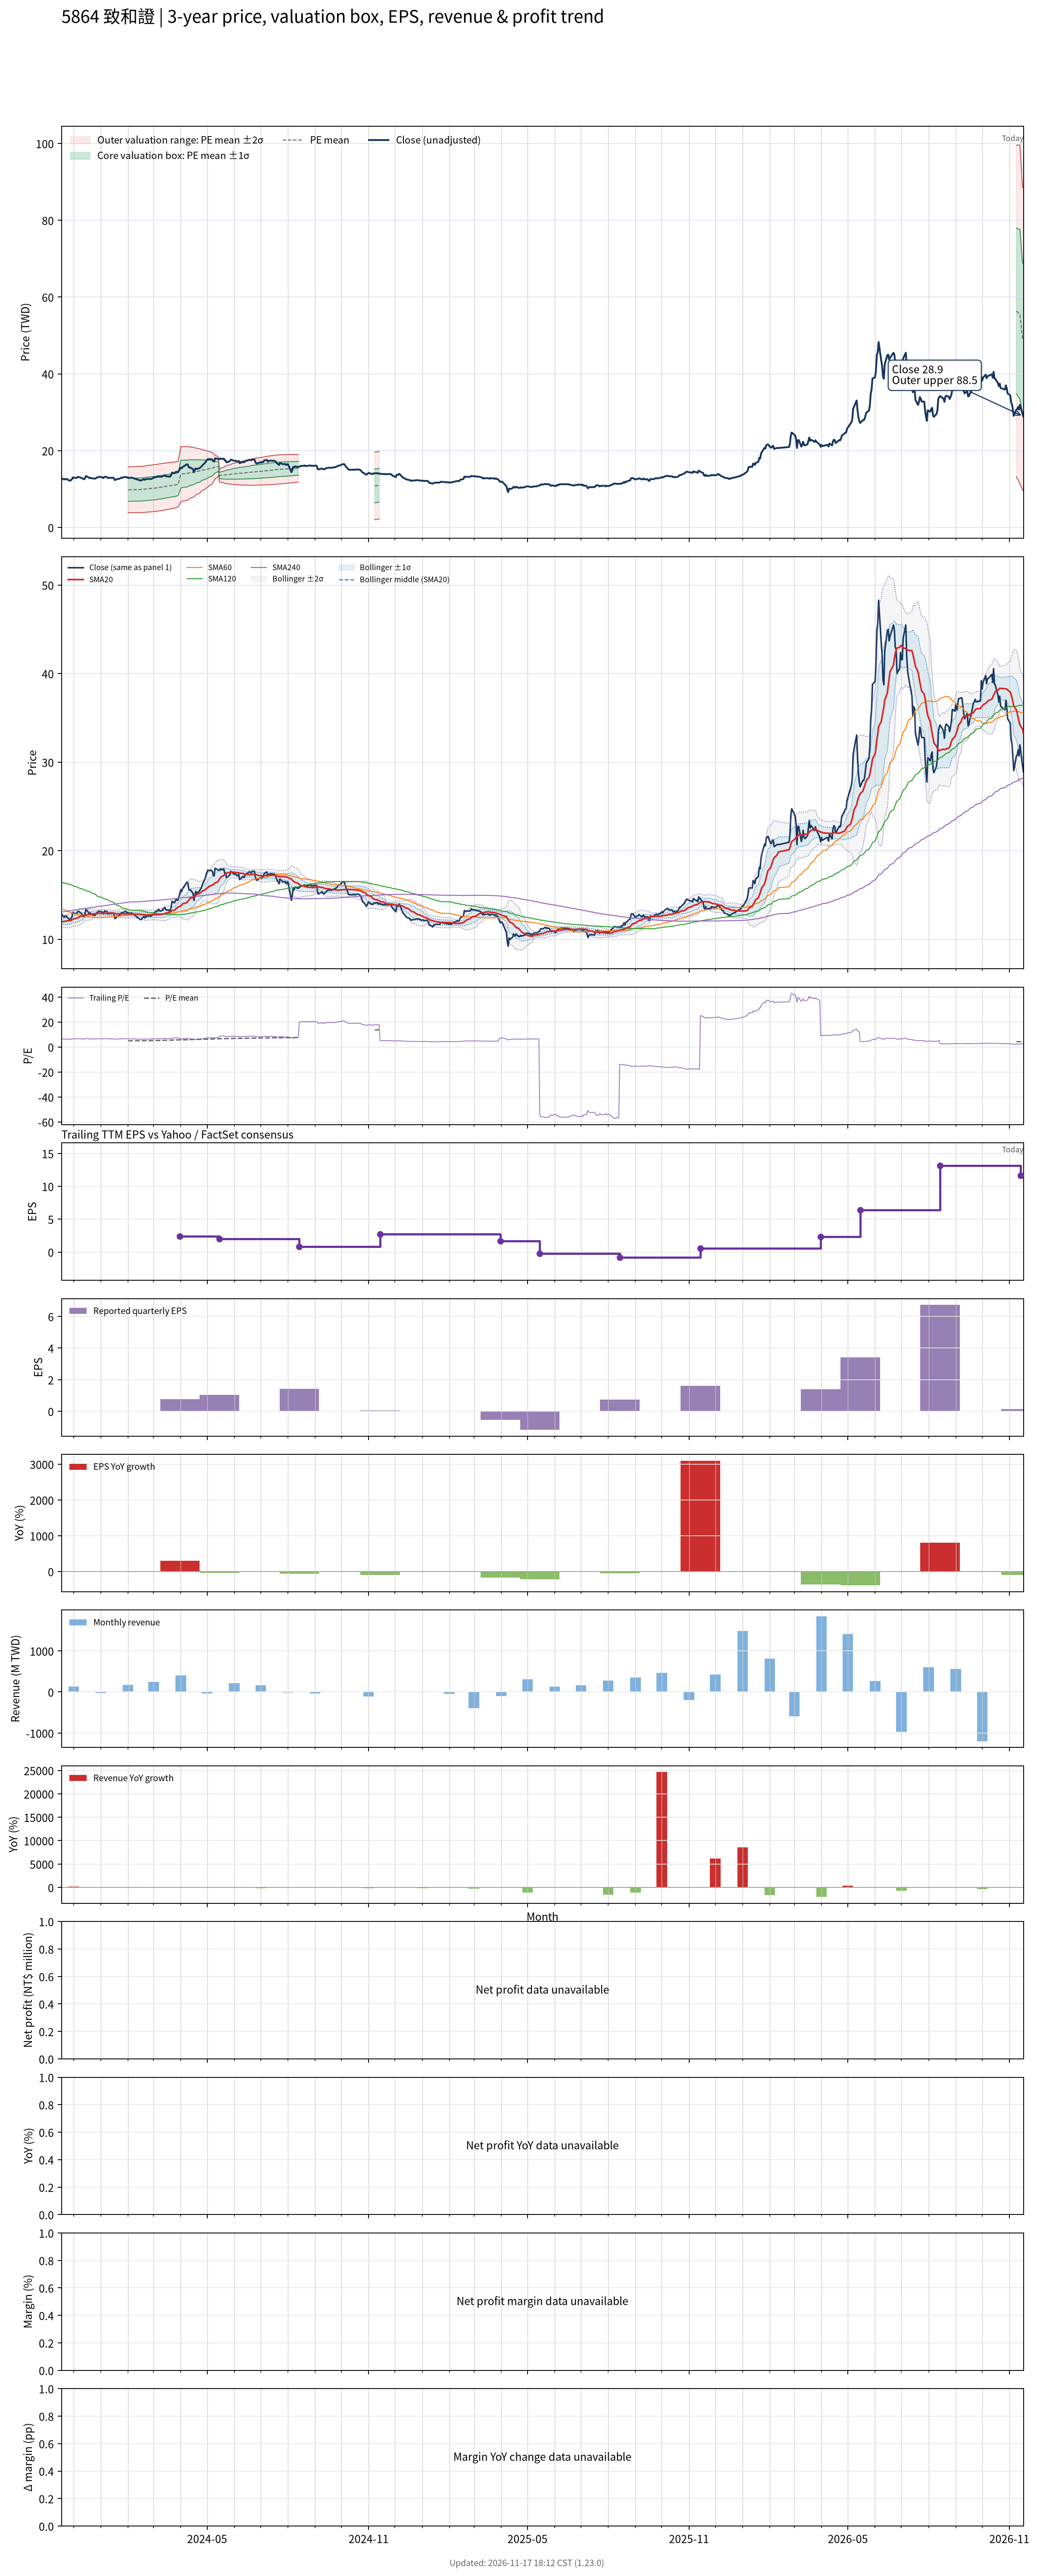 5864 致和證 | 3-year price, valuation box, EPS, revenue & profit trend
Outer valuation range: PE mean ±2σ
Core valuation box: PE mean ±1σ
PE mean
Close (unadjusted)
Today
Close 28.9
Outer upper 88.5
Price (TWD)
100
80
60
40
20
0
Close (same as panel 1)
SMA20
SMA60
SMA120
SMA240
Bollinger ±2σ
Bollinger ±1σ
Bollinger middle (SMA20)
Price
50
40
30
20
10
Trailing P/E
P/E mean
P/E
40
20
0
-20
-40
-60
Trailing TTM EPS vs Yahoo / FactSet consensus
Today
EPS
15
10
5
0
Reported quarterly EPS
EPS
6
4
2
0
EPS YoY growth
YoY (%)
3000
2000
1000
0
Monthly revenue
Revenue (M TWD)
1000
0
-1000
Revenue YoY growth
YoY (%)
25000
20000
15000
10000
5000
0
Month
Net profit (NT$ million)
1.0
0.8
0.6
0.4
0.2
0.0
Net profit data unavailable
YoY (%)
1.0
0.8
0.6
0.4
0.2
0.0
Net profit YoY data unavailable
Margin (%)
1.0
0.8
0.6
0.4
0.2
0.0
Net profit margin data unavailable
Δ margin (pp)
1.0
0.8
0.6
0.4
0.2
0.0
Margin YoY change data unavailable
2024-05
2024-11
2025-05
2025-11
2026-05
2026-11
Updated: 2026-11-17 18:12 CST (1.23.0)